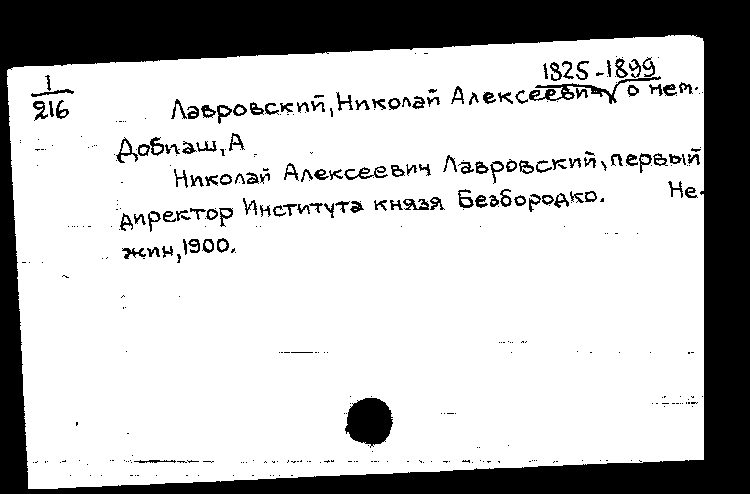 1825-1899
1
216
Лавровский, Николай Алексеевич о нем.
Добиаш, А
Николай Алексеевич Лавровский, первый
директор Института князя Безбородко. Не-
жин, 1900.